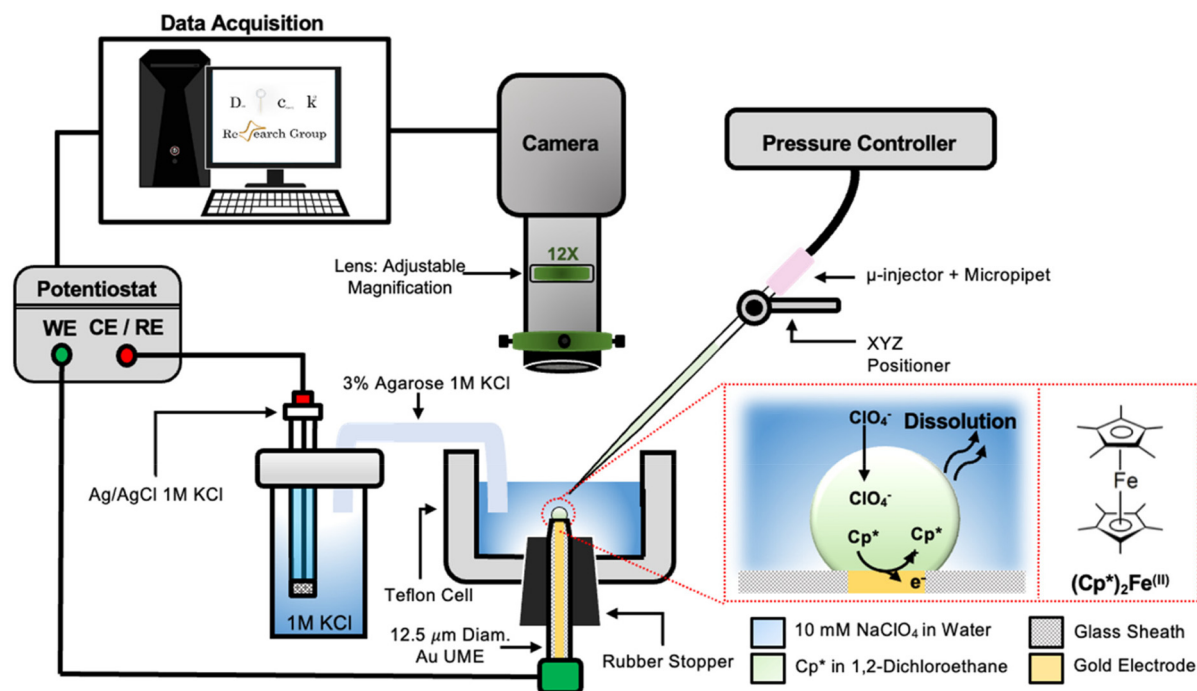 Data Acquisition
D c k
Re earch Group
Camera
Pressure Controller
12X
Lens: Adjustable
Magnification
μ-injector + Micropipet
XYZ
Positioner
Potentiostat
WE CE / RE
3% Agarose 1M KCl
Ag/AgCl 1M KCl
1M KCl
Teflon Cell
12.5 μm Diam.
Au UME
Rubber Stopper
ClO₄⁻
Dissolution
ClO₄⁻
Cp* Cp*
e⁻
Fe
(Cp*)₂Fe⁽ᴵᴵ⁾
10 mM NaClO₄ in Water
Glass Sheath
Cp* in 1,2-Dichloroethane
Gold Electrode